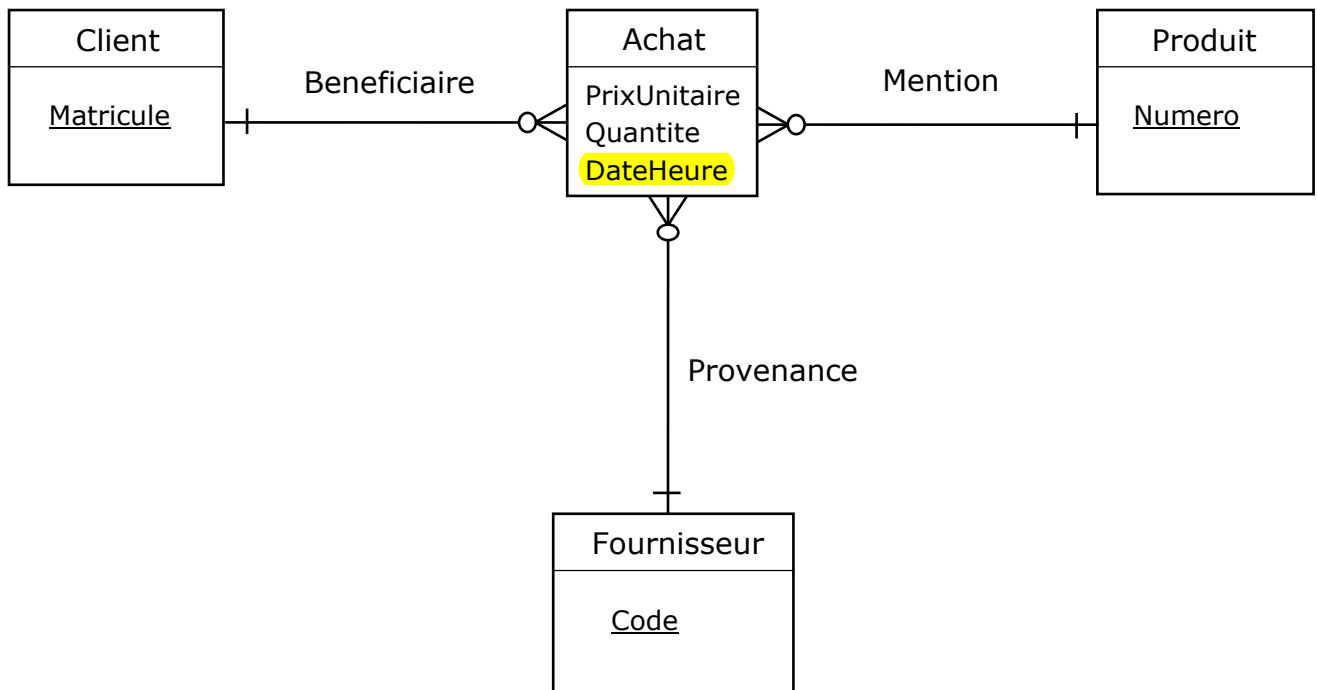 Client
Matricule
Beneficiaire
Achat
PrixUnitaire
Quantite
DateHeure
Mention
Produit
Numero
Provenance
Fournisseur
Code